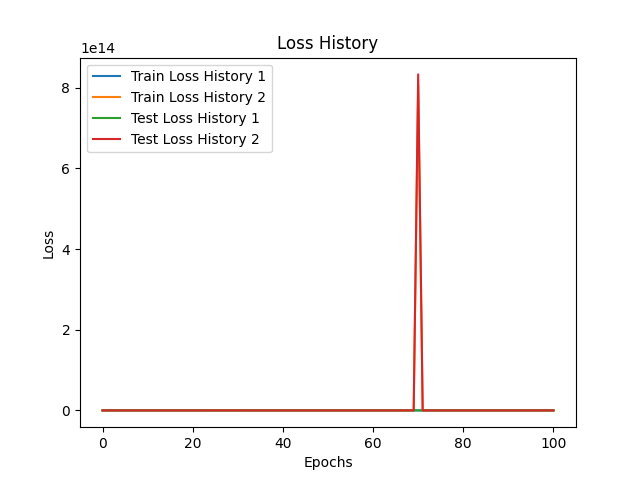 Loss History
1e14
Train Loss History 1
Train Loss History 2
Test Loss History 1
Test Loss History 2
8
6
4
2
0
Loss
0 20 40 60 80 100
Epochs